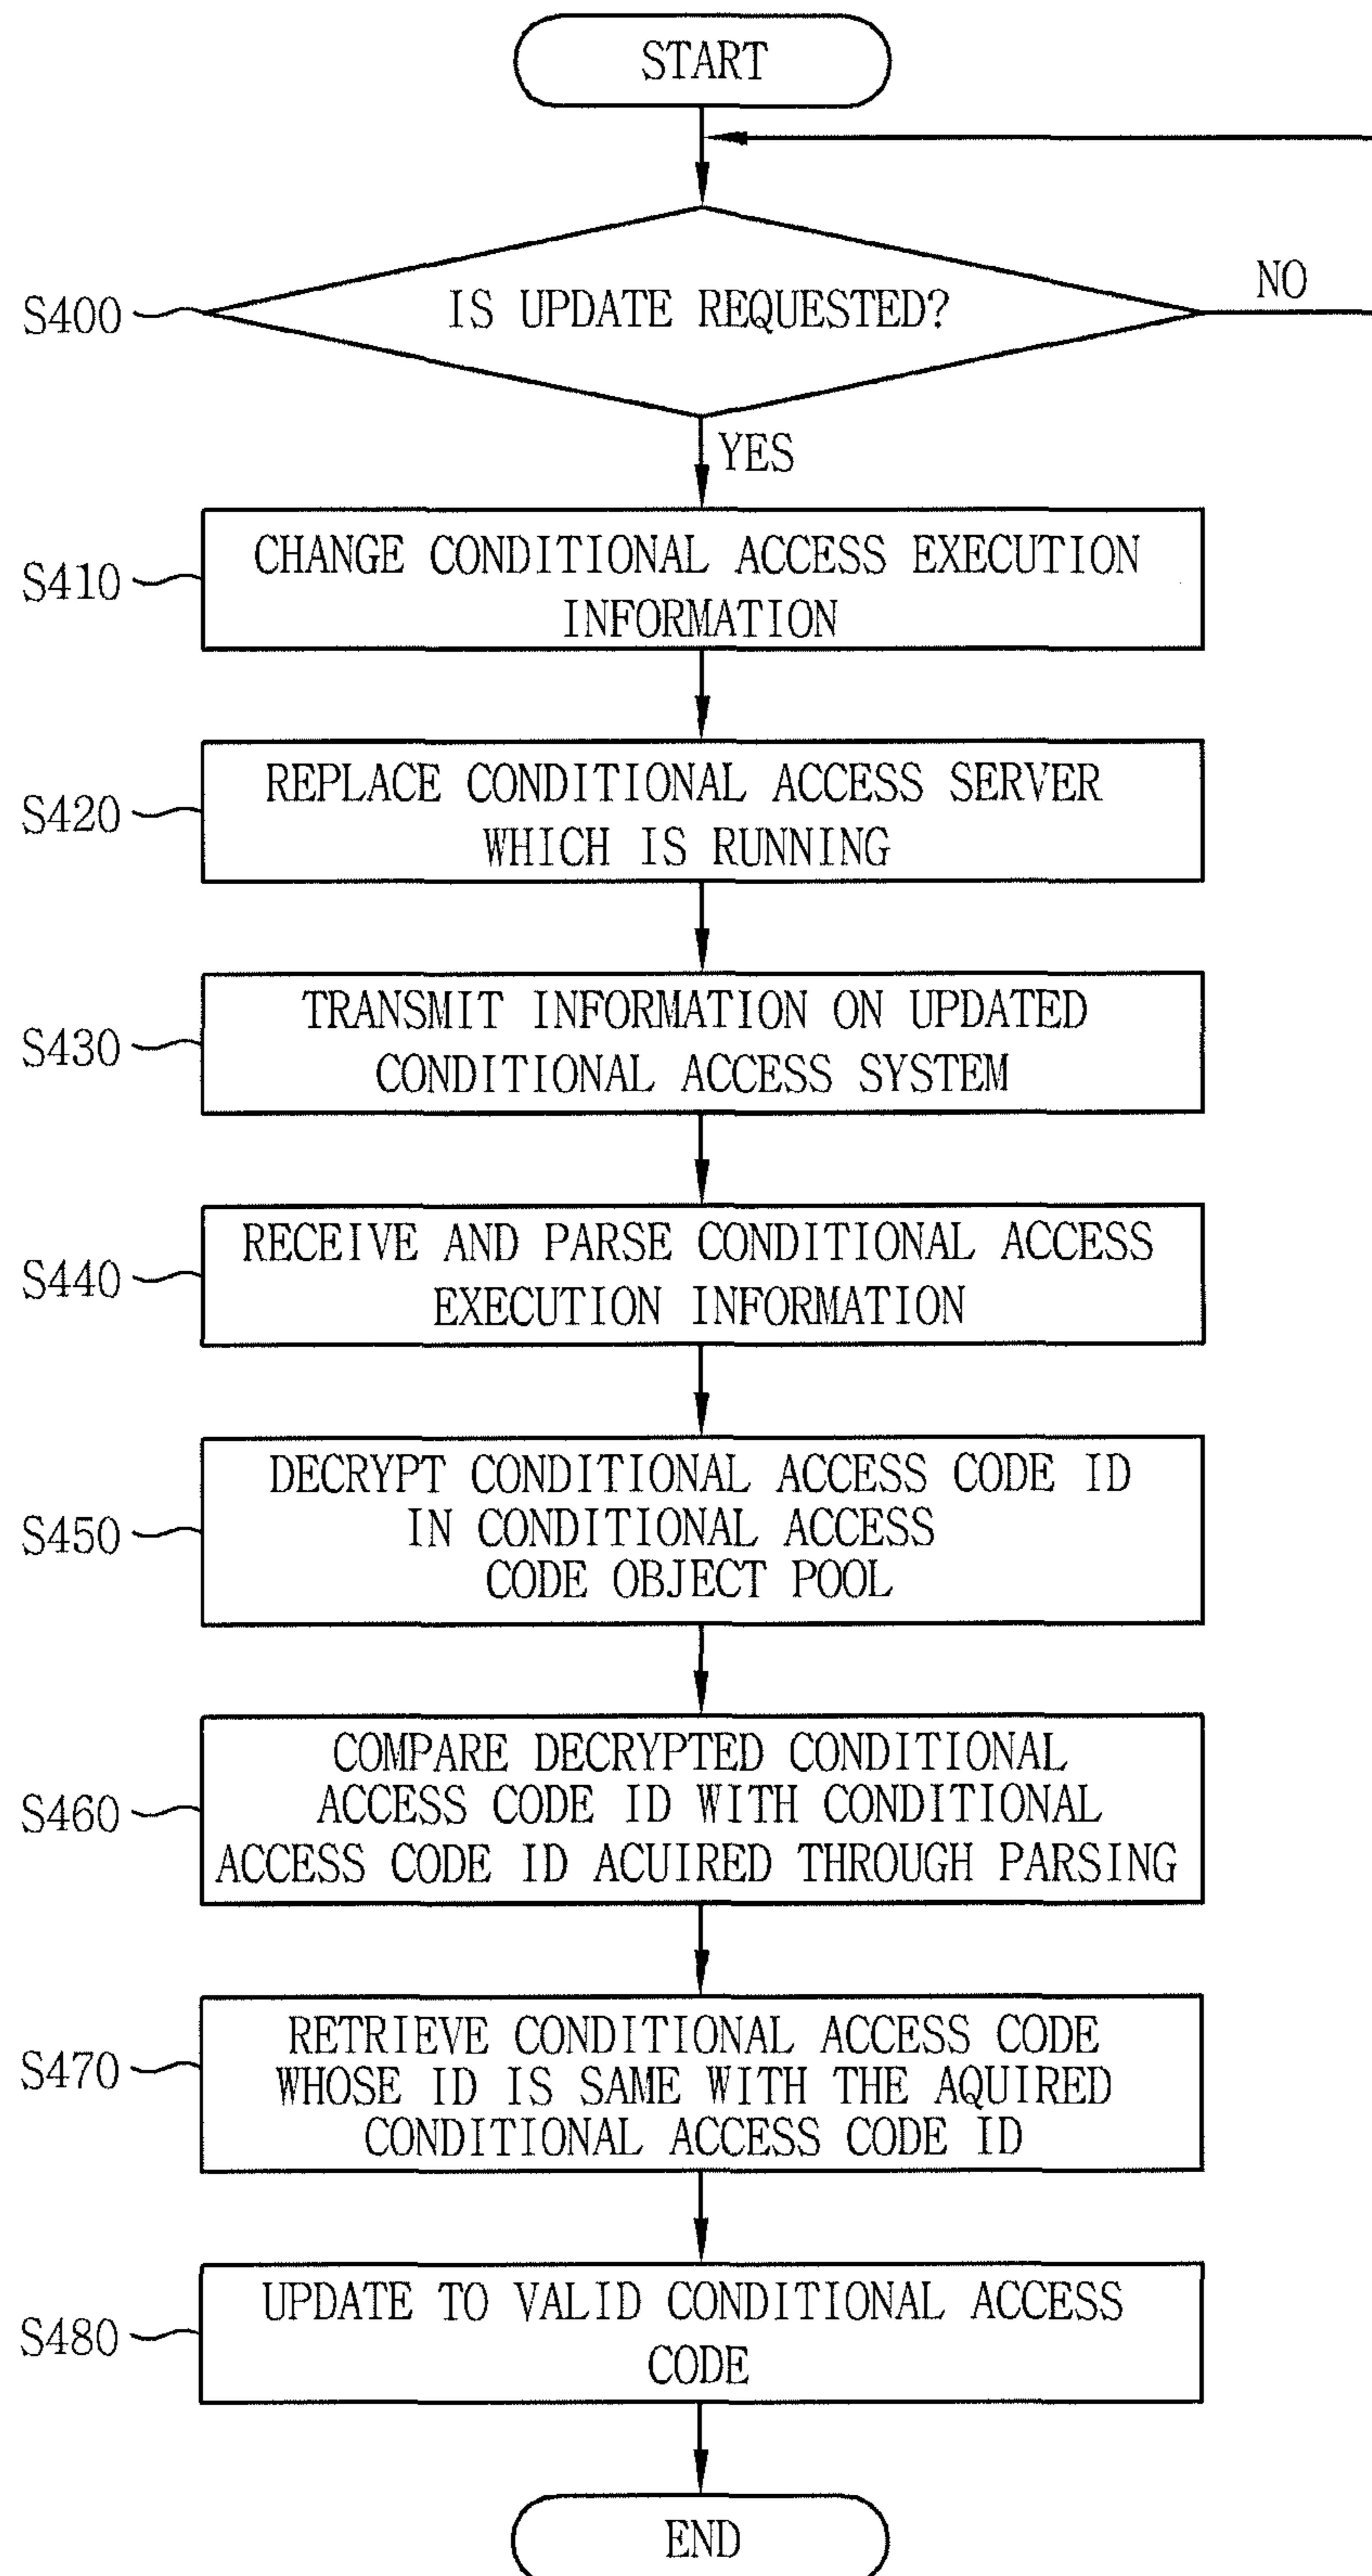 START
S400
IS UPDATE REQUESTED?
NO
YES
S410
CHANGE CONDITIONAL ACCESS EXECUTION
INFORMATION
S420
REPLACE CONDITIONAL ACCESS SERVER
WHICH IS RUNNING
S430
TRANSMIT INFORMATION ON UPDATED
CONDITIONAL ACCESS SYSTEM
S440
RECEIVE AND PARSE CONDITIONAL ACCESS
EXECUTION INFORMATION
S450
DECRYPT CONDITIONAL ACCESS CODE ID
IN CONDITIONAL ACCESS
CODE OBJECT POOL
S460
COMPARE DECRYPTED CONDITIONAL
ACCESS CODE ID WITH CONDITIONAL
ACCESS CODE ID ACUIRED THROUGH PARSING
S470
RETRIEVE CONDITIONAL ACCESS CODE
WHOSE ID IS SAME WITH THE AQUIRED
CONDITIONAL ACCESS CODE ID
S480
UPDATE TO VALID CONDITIONAL ACCESS
CODE
END